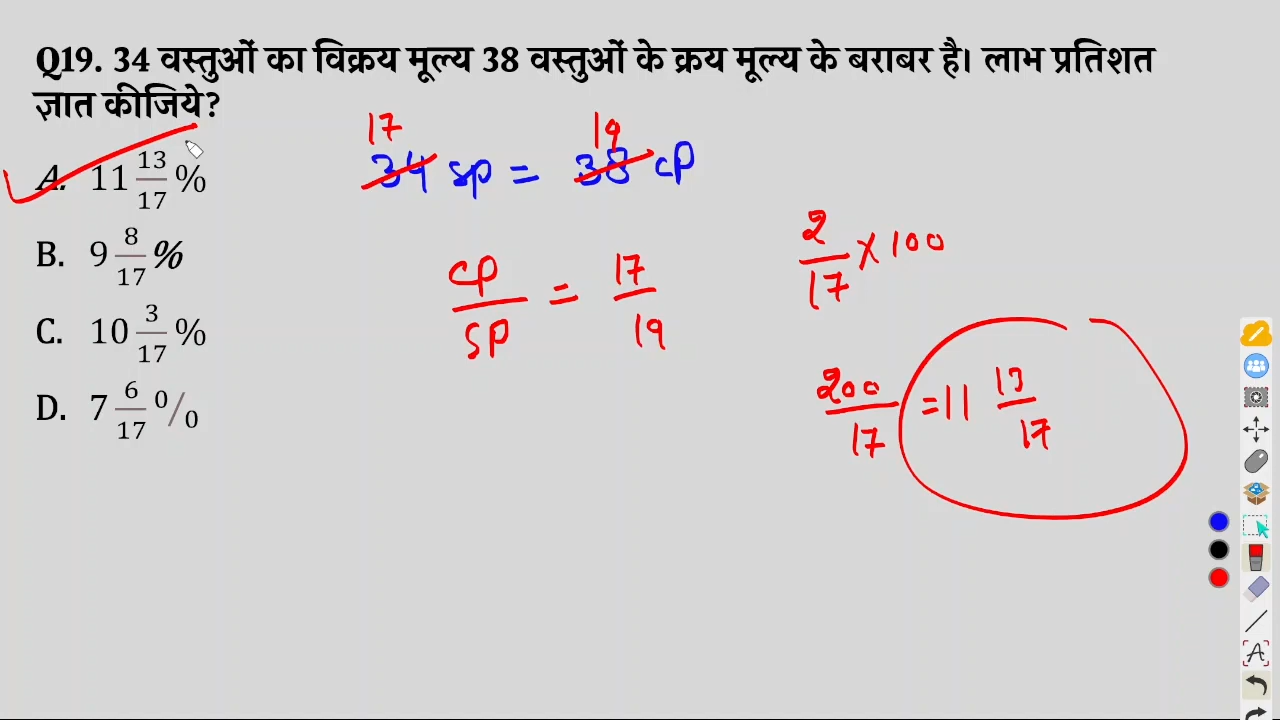 Q19. 34 वस्तुओं का विक्रय मूल्य 38 वस्तुओं के क्रय मूल्य के बराबर है। लाभ प्रतिशत
ज्ञात कीजिये?
A. 11 13/17 %
B. 9 8/17 %
C. 10 3/17 %
D. 7 6/17 %
17 19
34 SP = 38 CP
CP/SP = 17/19
2/17 × 100
200/17 = 11 13/17